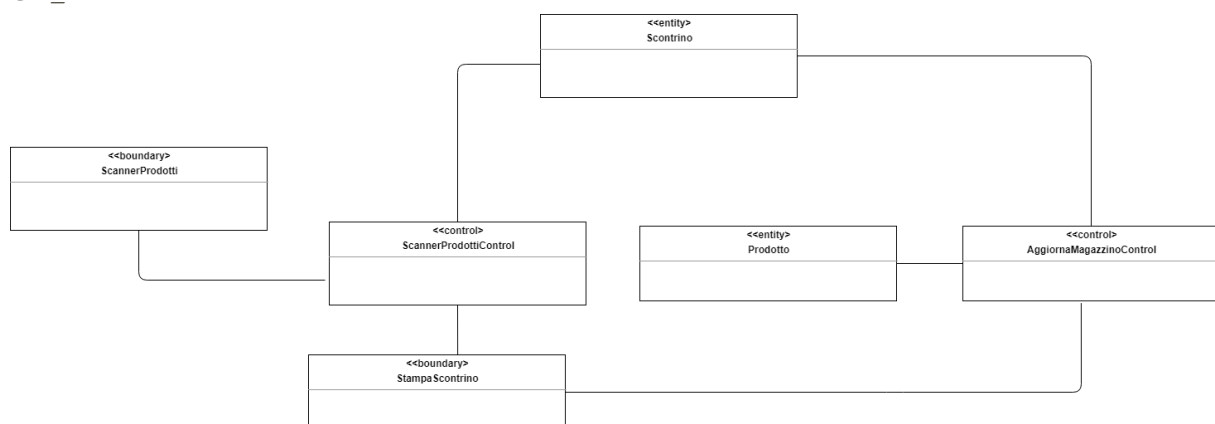 <<entity>>
Scontrino
<<boundary>>
ScannerProdotti
<<control>>
ScannerProdottiControl
<<entity>>
Prodotto
<<control>>
AggiornaMagazzinoControl
<<boundary>>
StampaScontrino